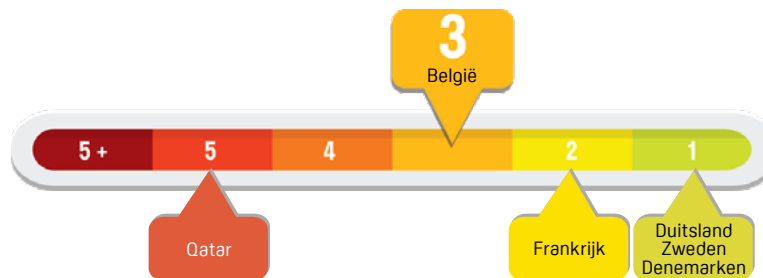 3
België
5 +
5
4
2
1
Qatar
Frankrijk
Duitsland
Zweden
Denemarken